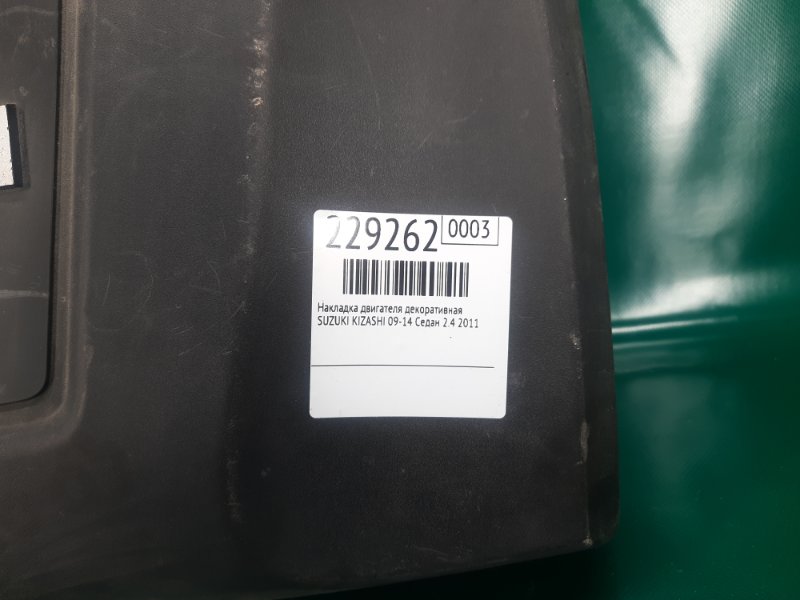 229262 0003
Накладка двигателя декоративная
SUZUKI KIZASHI 09-14 Седан 2.4 2011